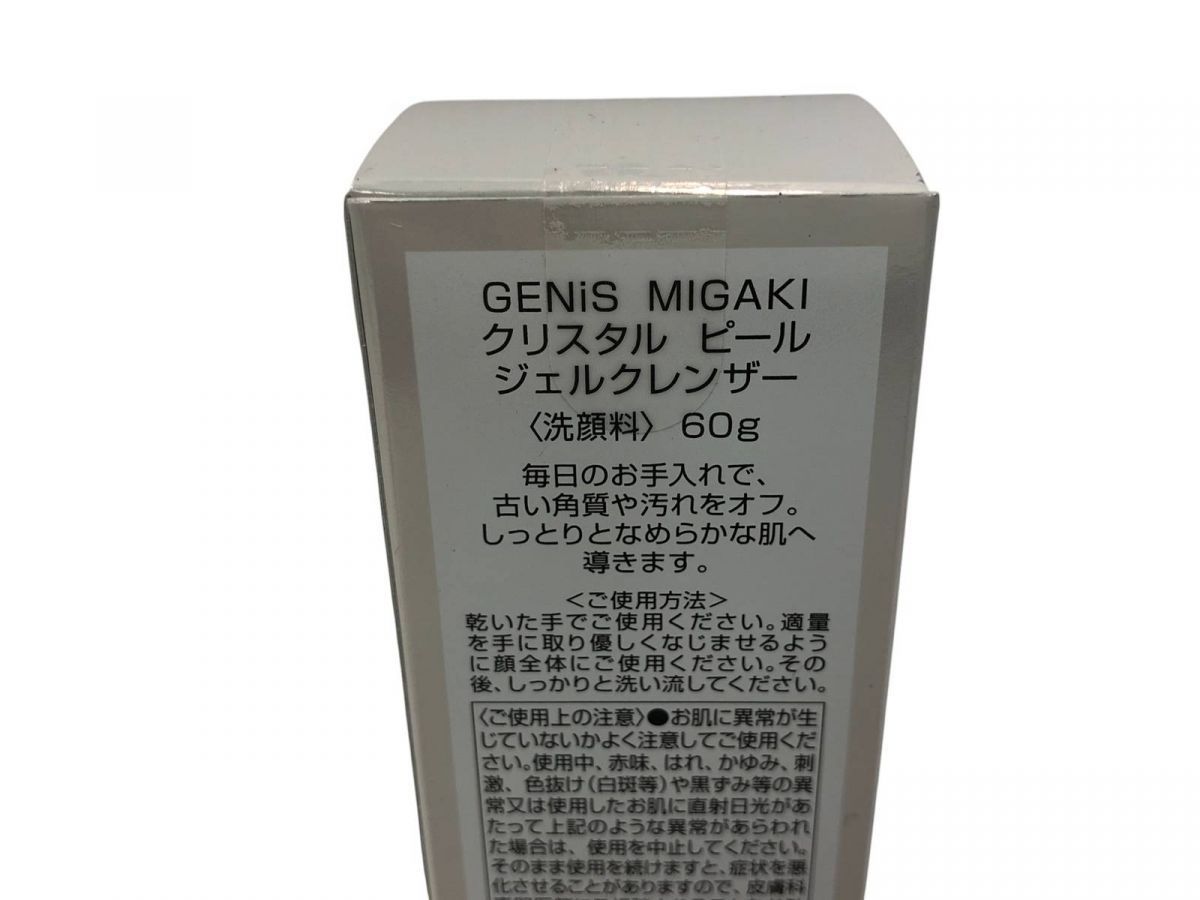 GENiS MIGAKI
クリスタル ピール
ジェルクレンザー
〈洗顔料〉 60g
毎日のお手入れで、
古い角質や汚れをオフ。
しっとりとなめらかな肌へ
導きます。
＜ご使用方法＞
乾いた手でご使用ください。適量
を手に取り優しくなじませるよう
に顔全体にご使用ください。その
後、しっかりと洗い流してください。
〈ご使用上の注意〉●お肌に異常が生
じていないかよく注意してご使用くだ
さい。使用中、赤味、はれ、かゆみ、刺
激、色抜け（白斑等）や黒ずみ等の異
常又は使用したお肌に直射日光があ
たって上記のような異常があらわれ
た場合は、使用を中止してください。
そのまま使用を続けますと、症状を悪
化させることがありますので、皮膚科